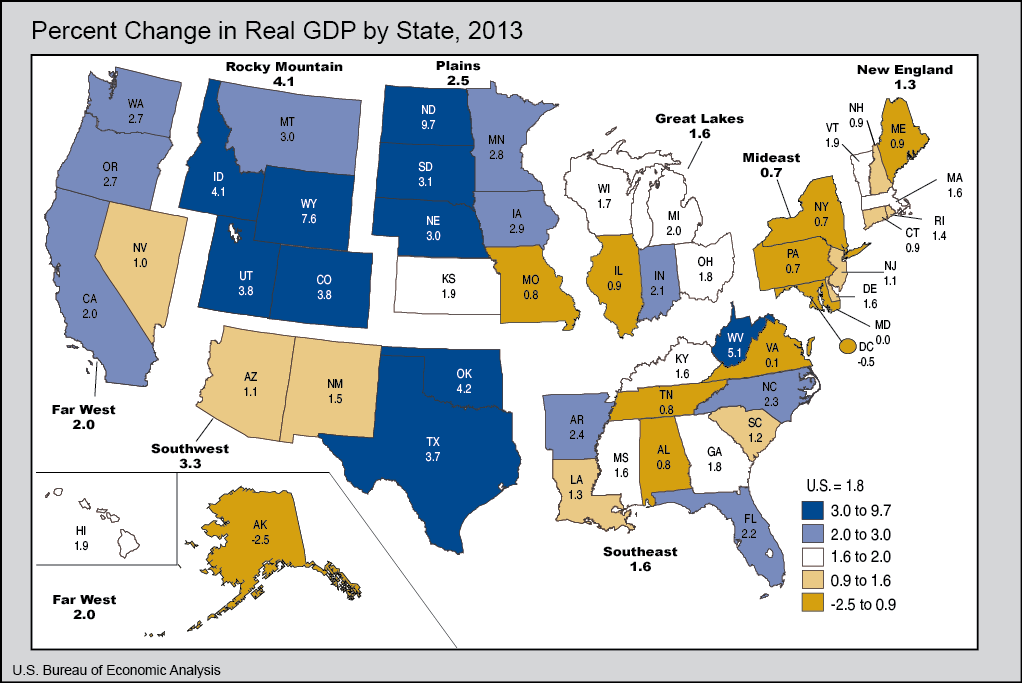 Percent Change in Real GDP by State, 2013
Rocky Mountain
4.1
Plains
2.5
New England
1.3
Great Lakes
1.6
Mideast
0.7
WA
2.7
OR
2.7
CA
2.0
NV
1.0
ID
4.1
MT
3.0
WY
7.6
UT
3.8
CO
3.8
ND
9.7
SD
3.1
NE
3.0
KS
1.9
MN
2.8
IA
2.9
MO
0.8
WI
1.7
MI
2.0
IL
0.9
IN
2.1
OH
1.8
NH
0.9
VT
1.9
ME
0.9
MA
1.6
RI
1.4
CT
0.9
NY
0.7
PA
0.7
NJ
1.1
DE
1.6
MD
0.0
DC
-0.5
AZ
1.1
NM
1.5
OK
4.2
TX
3.7
WV
5.1
VA
0.1
KY
1.6
TN
0.8
NC
2.3
SC
1.2
AR
2.4
LA
1.3
MS
1.6
AL
0.8
GA
1.8
FL
2.2
Far West
2.0
Southwest
3.3
Southeast
1.6
HI
1.9
AK
-2.5
Far West
2.0
U.S. = 1.8
3.0 to 9.7
2.0 to 3.0
1.6 to 2.0
0.9 to 1.6
-2.5 to 0.9
U.S. Bureau of Economic Analysis